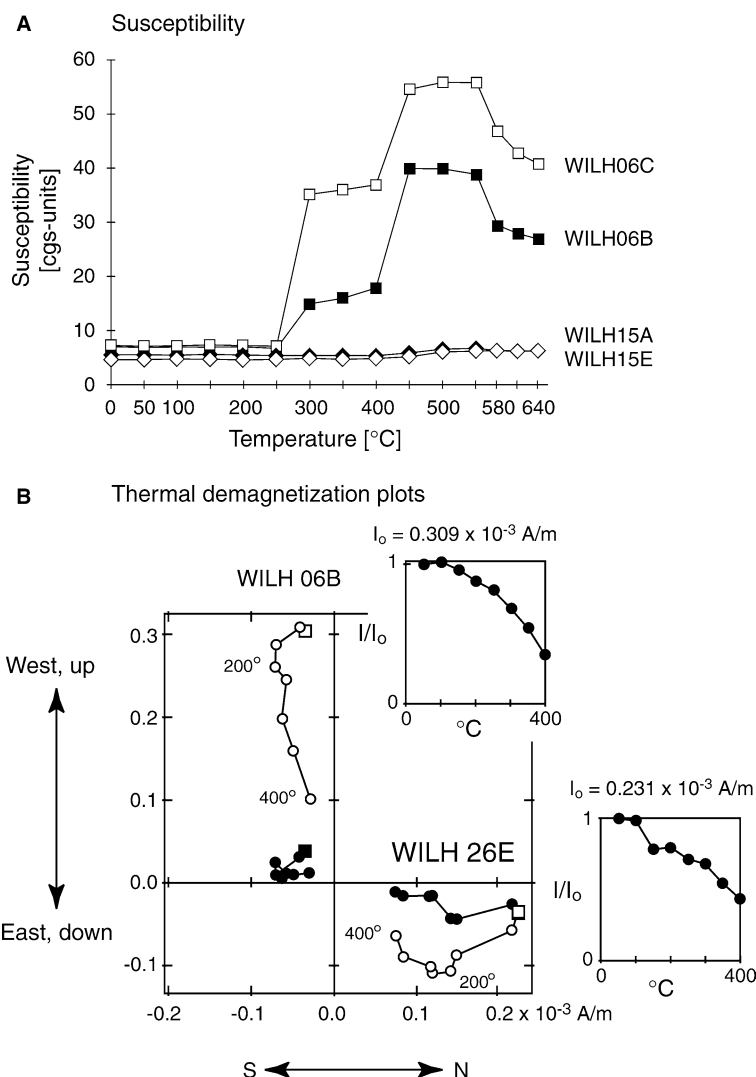 A Susceptibility
60
50
40
30
20
10
0
Susceptibility
[cgs-units]
WILH06C
WILH06B
WILH15A
WILH15E
0 50 100 200 300 400 500 580 640
Temperature [°C]
B Thermal demagnetization plots
I₀ = 0.309 x 10⁻³ A/m
WILH 06B
1
I/I₀
0
0 400
°C
0.3
0.2
0.1
0.0
-0.1
200°
400°
West, up
East, down
I₀ = 0.231 x 10⁻³ A/m
WILH 26E
1
I/I₀
0
0 400
°C
400°
200°
-0.2 -0.1 0.0 0.1 0.2 x 10⁻³ A/m
S N